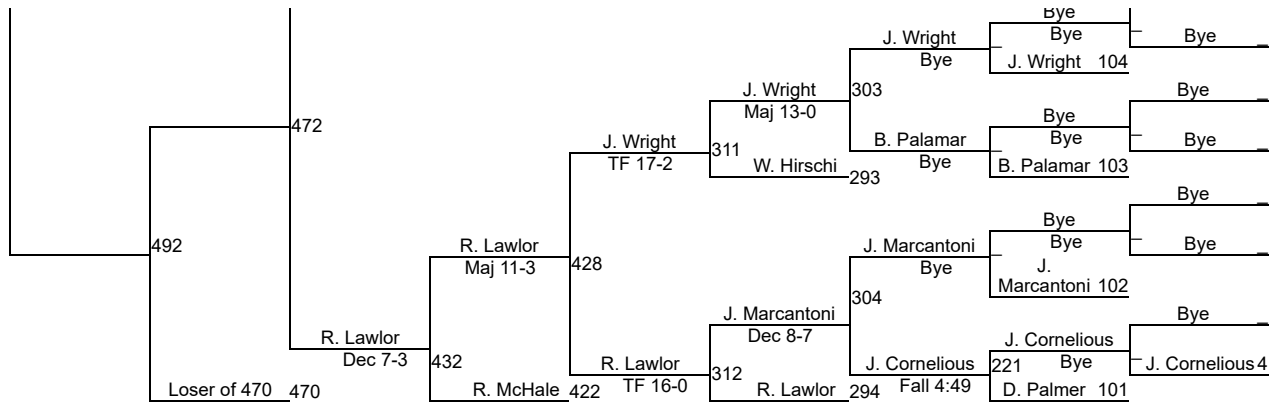 Bye
J. Wright
Bye
Bye
Bye
J. Wright 104
J. Wright
303
Maj 13-0
Bye
Bye
Bye
Bye
472
J. Wright
TF 17-2
311
B. Palamar
Bye
B. Palamar 103
W. Hirschi 293
Bye
Bye
Bye
Bye
492
R. Lawlor
Maj 11-3
428
J. Marcantoni
Bye
J.
Marcantoni 102
304
J. Marcantoni
Dec 8-7
Bye
R. Lawlor
Dec 7-3
432
R. Lawlor
TF 16-0
312
J. Cornelious
Fall 4:49
221
J. Cornelious
Bye
J. Cornelious 4
Loser of 470 470
R. McHale 422
R. Lawlor 294
D. Palmer 101